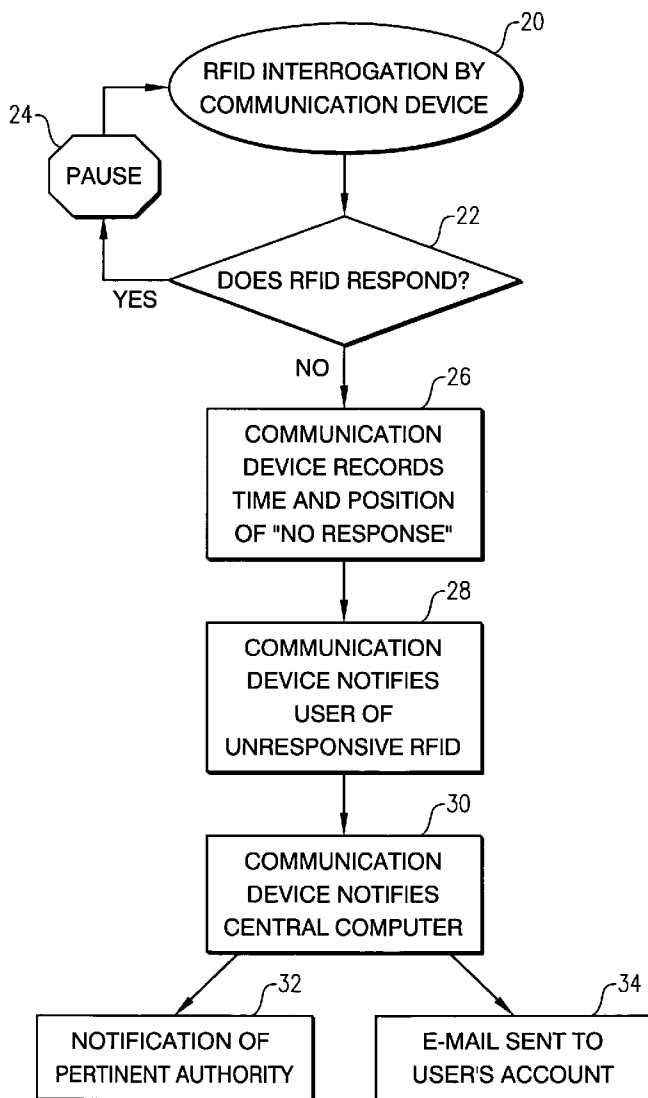 20
RFID INTERROGATION BY
COMMUNICATION DEVICE
24
PAUSE
22
DOES RFID RESPOND?
YES
NO
26
COMMUNICATION
DEVICE RECORDS
TIME AND POSITION
OF "NO RESPONSE"
28
COMMUNICATION
DEVICE NOTIFIES
USER OF
UNRESPONSIVE RFID
30
COMMUNICATION
DEVICE NOTIFIES
CENTRAL COMPUTER
32
NOTIFICATION OF
PERTINENT AUTHORITY
34
E-MAIL SENT TO
USER'S ACCOUNT